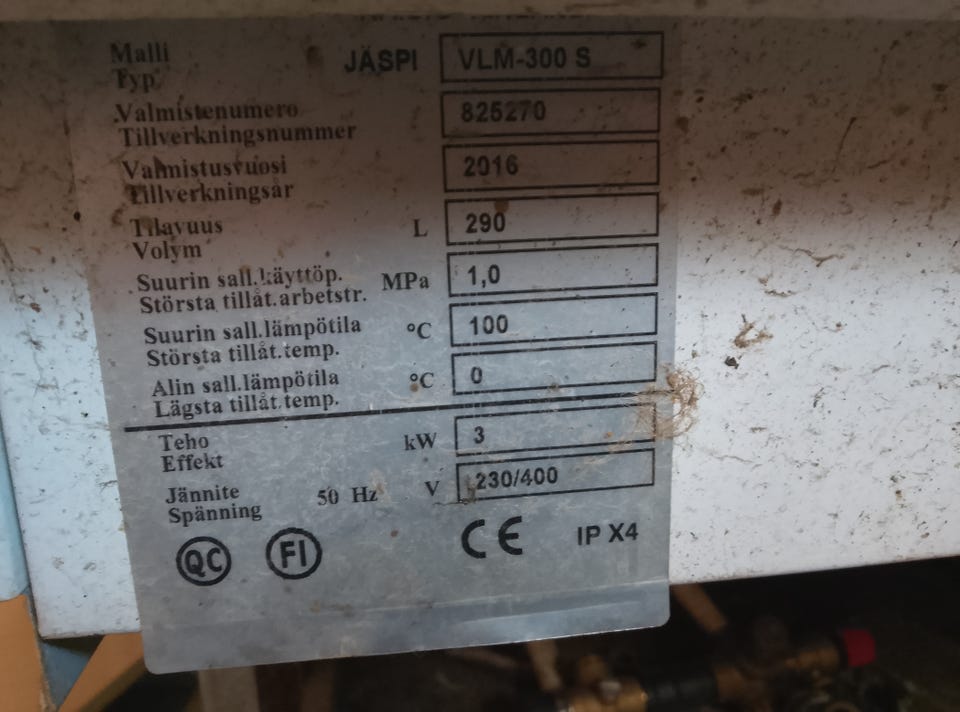 Malli JÄSPI VLM-300 S
Typ
Valmistenumero 825270
Tillverkningsnummer
Valmistusvuosi 2016
Tillverkningsår
Tilavuus L 290
Volym
Suurin sall.käyttöp. MPa 1,0
Största tillåt.arbetstr.
Suurin sall.lämpötila °C 100
Största tillåt.temp.
Alin sall.lämpötila °C 0
Lägsta tillåt.temp.
Teho kW 3
Effekt
Jännite 50 Hz V 230/400
Spänning
QC FI CE IP X4